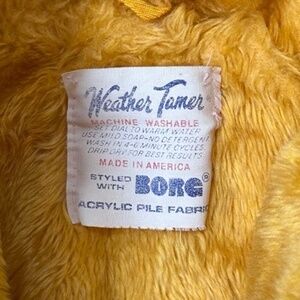 Weather Tamer
MACHINE WASHABLE
SET DIAL TO WARM WATER
USE MILD SOAP-NO DETERGENT
WASH IN 4-6 MINUTE CYCLES
DRIP DRY FOR BEST RESULTS
MADE IN AMERICA
STYLED
WITH BORG®
ACRYLIC PILE FABRIC